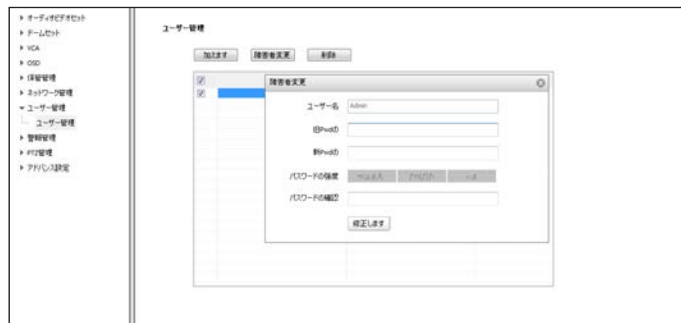 オーディオビデオセット
ドームセット
VCA
OSD
保管管理
ネットワーク管理
ユーザー管理
ユーザー管理
警報管理
PTZ管理
アドバンス設定
ユーザー管理
加えます
障害者変更
削除
障害者変更
ユーザー名
Admin
旧Pwdの
新Pwdの
パスワードの強度
パスワードの確認
修正します